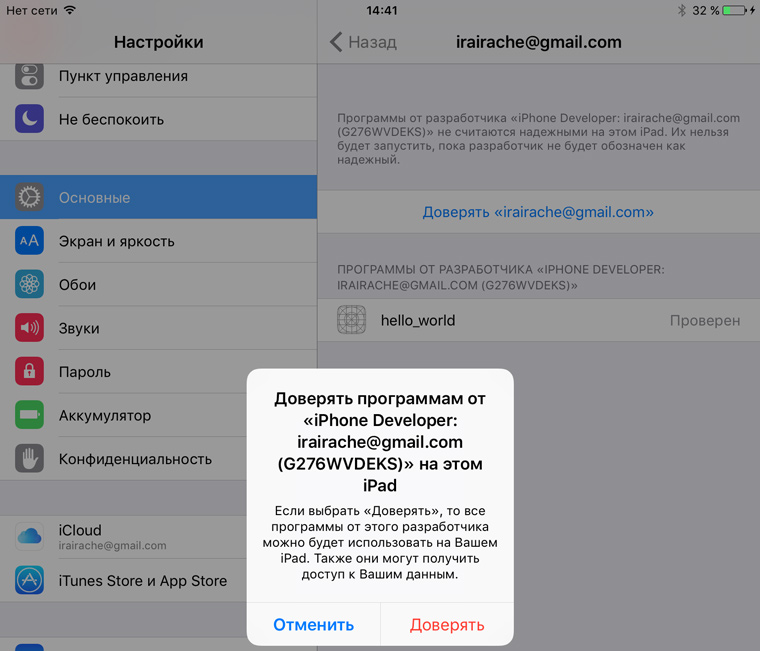 Нет сети
14:41
32 %
Настройки
Назад
irairache@gmail.com
Пункт управления
Не беспокоить
Основные
AA
Экран и яркость
Обои
Звуки
Пароль
Аккумулятор
Конфиденциальность
iCloud
irairache@gmail.com
iTunes Store и App Store
Программы от разработчика «iPhone Developer: irairache@gmail.com
(G276WVDEKS)» не считаются надежными на этом iPad. Их нельзя
будет запустить, пока разработчик не будет обозначен как
надежный.
Доверять «irairache@gmail.com»
ПРОГРАММЫ ОТ РАЗРАБОТЧИКА «IPHONE DEVELOPER:
IRAIRACHE@GMAIL.COM (G276WVDEKS)»
hello_world
Проверен
Доверять программам от
«iPhone Developer:
irairache@gmail.com
(G276WVDEKS)» на этом
iPad
Если выбрать «Доверять», то все
программы от этого разработчика
можно будет использовать на Вашем
iPad. Также они могут получить
доступ к Вашим данным.
Отменить
Доверять